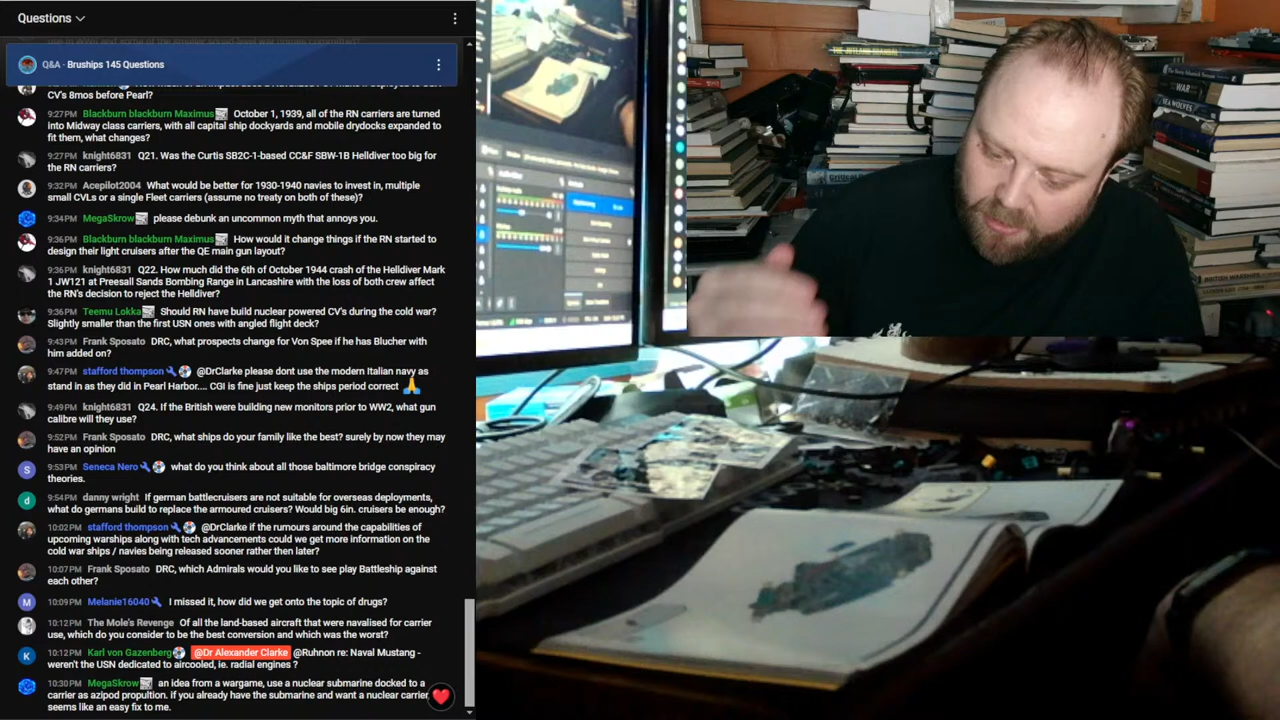 Questions
Q&A · Bruships 145 Questions
CV's 8mos before Pearl?
9:27PM Blackburn blackburn Maximus October 1, 1939, all of the RN carriers are turned
into Midway class carriers, with all capital ship dockyards and mobile drydocks expanded to
fit them, what changes?
9:27PM knight6831 Q21. Was the Curtis SB2C-1-based CC&F SBW-1B Helldiver too big for
the RN carriers?
9:32PM Acepilot2004 What would be better for 1930-1940 navies to invest in, multiple
small CVLs or a single Fleet carriers (assume no treaty on both of these)?
9:34PM MegaSkrow please debunk an uncommon myth that annoys you.
9:36PM Blackburn blackburn Maximus How would it change things if the RN started to
design their light cruisers after the QE main gun layout?
9:36PM knight6831 Q22. How much did the 6th of October 1944 crash of the Helldiver Mark
1 JW121 at Preesall Sands Bombing Range in Lancashire with the loss of both crew affect
the RN's decision to reject the Helldiver?
9:36PM Teemu Lokka Should RN have build nuclear powered CV's during the cold war?
Slightly smaller than the first USN ones with angled flight deck?
9:43PM Frank Sposato DRC, what prospects change for Von Spee if he has Blucher with
him added on?
9:47PM stafford thompson @DrClarke please dont use the modern Italian navy as
stand in as they did in Pearl Harbor.... CGI is fine just keep the ships period correct 🙏
9:49PM knight6831 Q24. If the British were building new monitors prior to WW2, what gun
calibre will they use?
9:52PM Frank Sposato DRC, what ships do your family like the best? surely by now they may
have an opinion
S 9:53PM Seneca Nero what do you think about all those baltimore bridge conspiracy
theories.
d 9:54PM danny wright If german battlecruisers are not suitable for overseas deployments,
what do germans build to replace the armoured cruisers? Would big 6in. cruisers be enough?
10:02PM stafford thompson @DrClarke if the rumours around the capabilities of
upcoming warships along with tech advancements could we get more information on the
cold war ships / navies being released sooner rather then later?
10:07PM Frank Sposato DRC, which Admirals would you like to see play Battleship against
each other?
M 10:09PM Melanie16040 I missed it, how did we get onto the topic of drugs?
10:12PM The Mole's Revenge Of all the land-based aircraft that were navalised for carrier
use, which do you consider to be the best conversion and which was the worst?
K 10:12PM Karl von Gazenberg @Dr Alexander Clarke @Ruhnon re: Naval Mustang -
weren't the USN dedicated to aircooled, ie. radial engines ?
10:30PM MegaSkrow an idea from a wargame, use a nuclear submarine docked to a
carrier as azipod propultion. if you already have the submarine and want a nuclear carrier,
seems like an easy fix to me.
THE JUTLAND SCANDAL
WAR
SEA WOLVES